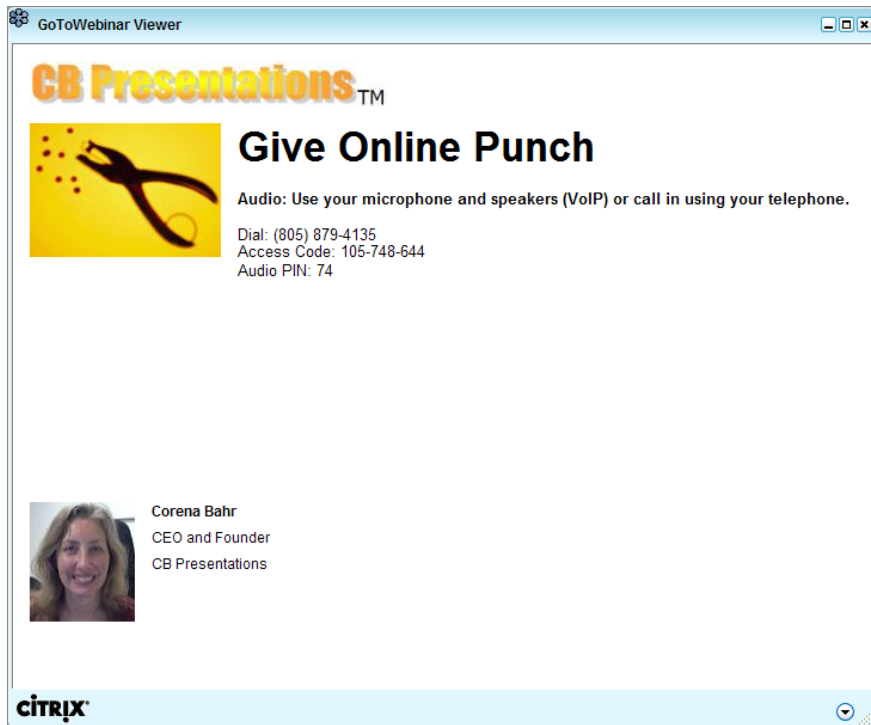 GoToWebinar Viewer
CB Presentations TM
Give Online Punch
Audio: Use your microphone and speakers (VoIP) or call in using your telephone.
Dial: (805) 879-4135
Access Code: 105-748-644
Audio PIN: 74
Corena Bahr
CEO and Founder
CB Presentations
CİTRIX